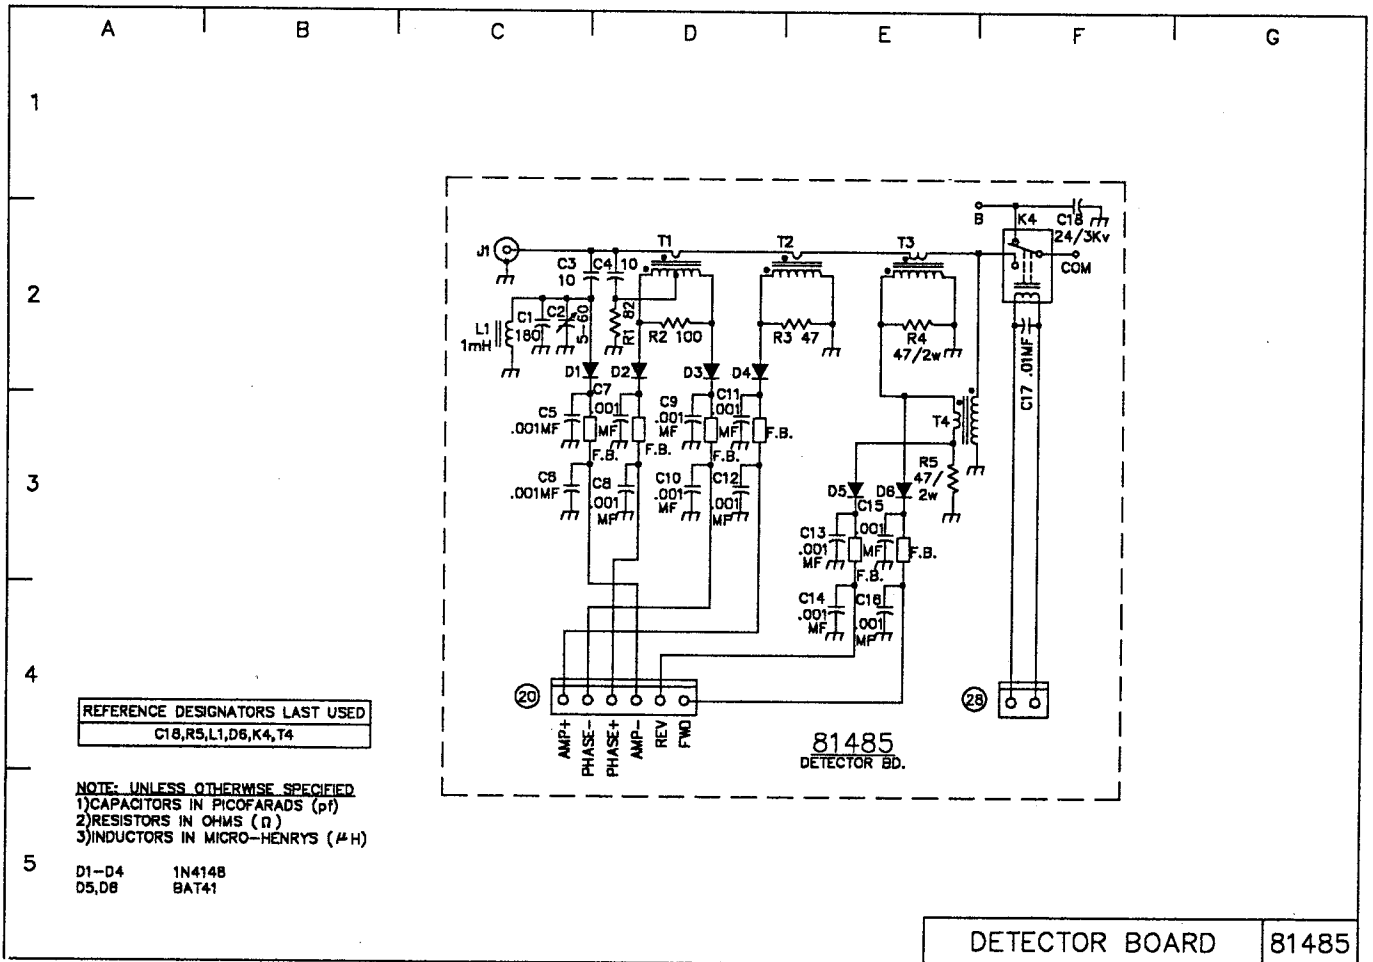 A B C D E F G
1
2
3
4
5
J1
C3
10
C4 10
T1
T2
T3
B
K4
C18
24/3Kv
COM
L1
1mH
C1
180
C2
5-60
R1 82
R2 100
R3 47
R4
47/2w
C17 .01MF
D1
D2
D3
D4
C7
.001
MF
C5
.001MF
F.B.
C9
.001
MF
F.B.
C11
.001
MF
F.B.
F.B.
T4
C6
.001MF
C8
.001
MF
C10
.001
MF
C12
.001
MF
R5
47/
2w
D5
D6
C15
.001
MF
C13
.001
MF
F.B.
F.B.
C14
.001
MF
C16
.001
MF
20
AMP+
PHASE-
PHASE+
AMP-
REV
FWD
28
81485
DETECTOR BD.
REFERENCE DESIGNATORS LAST USED
C18,R5,L1,D6,K4,T4
NOTE: UNLESS OTHERWISE SPECIFIED
1)CAPACITORS IN PICOFARADS (pf)
2)RESISTORS IN OHMS (Ω)
3)INDUCTORS IN MICRO-HENRYS (µH)
D1-D4 1N4148
D5,D6 BAT41
DETECTOR BOARD 81485